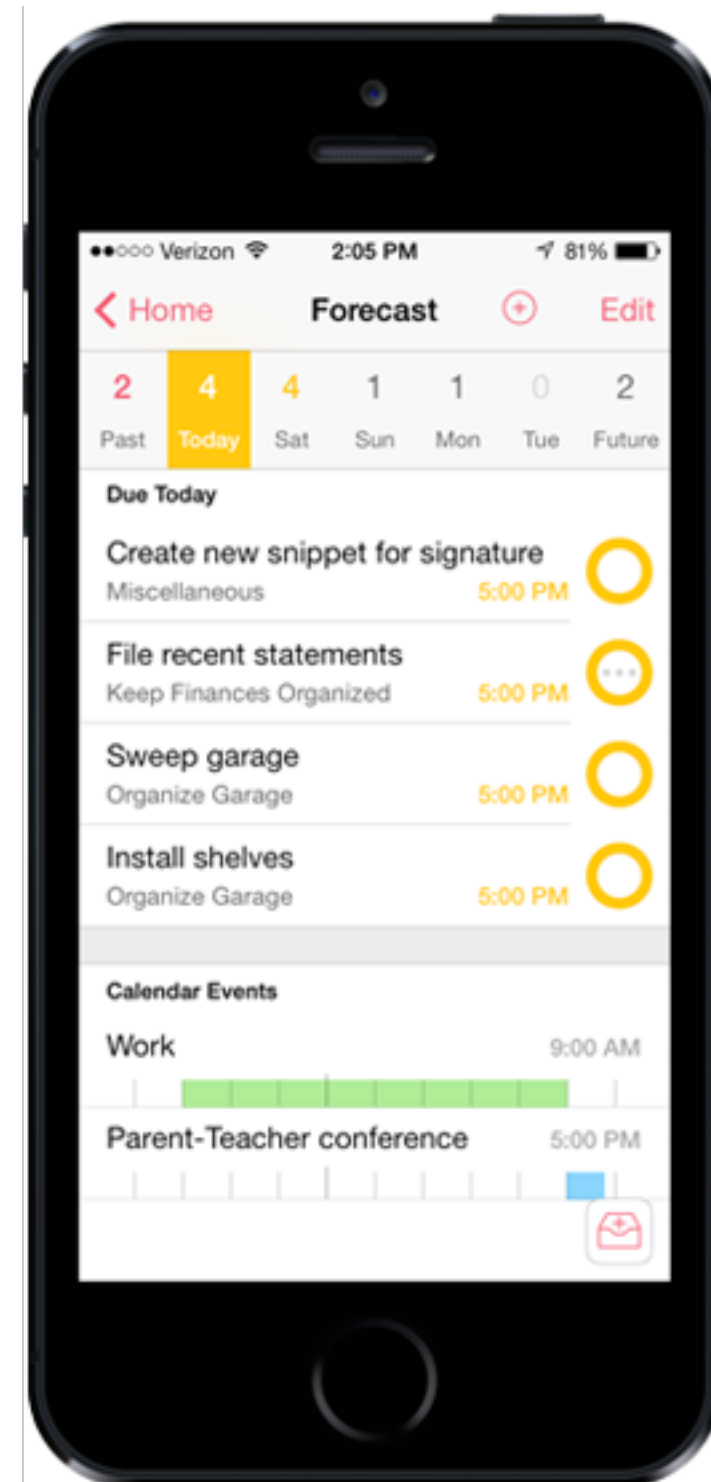 Verizon 2:05 PM 81%
Home Forecast Edit
2 4 4 1 1 0 2
Past Today Sat Sun Mon Tue Future
Due Today
Create new snippet for signature
Miscellaneous 5:00 PM
File recent statements
Keep Finances Organized 5:00 PM
Sweep garage
Organize Garage 5:00 PM
Install shelves
Organize Garage 5:00 PM
Calendar Events
Work 9:00 AM
Parent-Teacher conference 5:00 PM